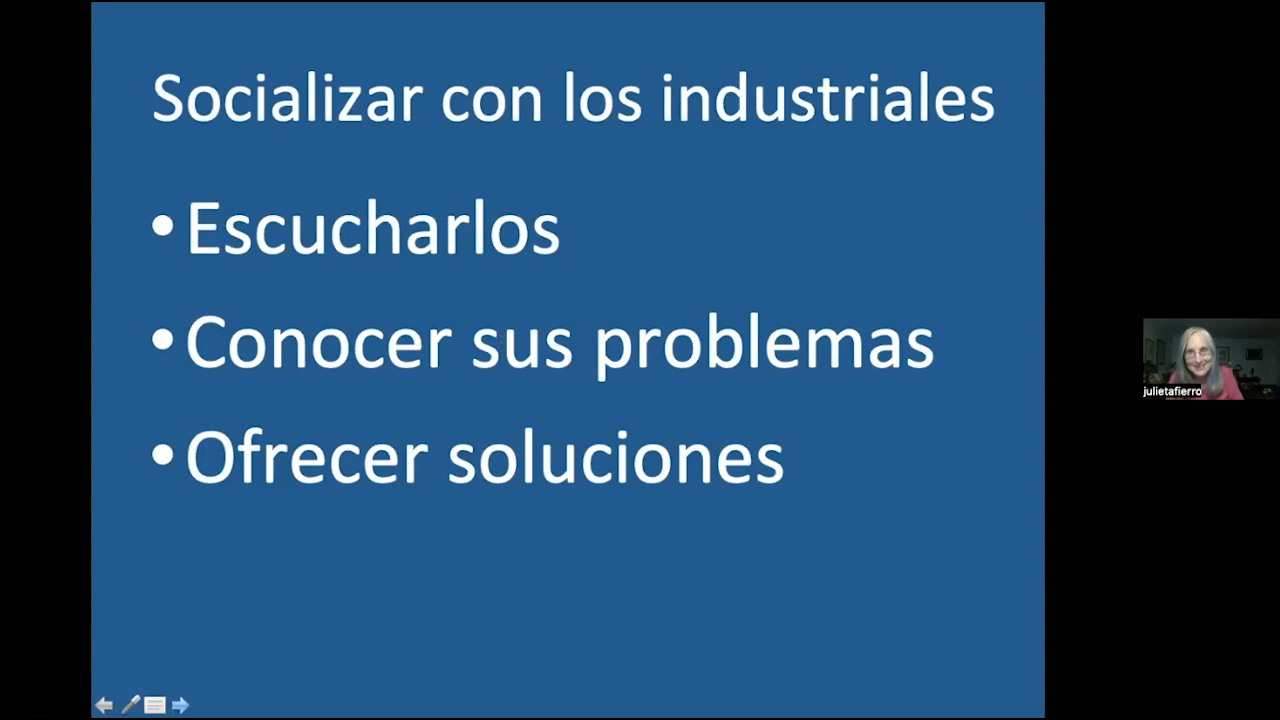 Socializar con los industriales
•Escucharlos
•Conocer sus problemas
•Ofrecer soluciones
julietafierro